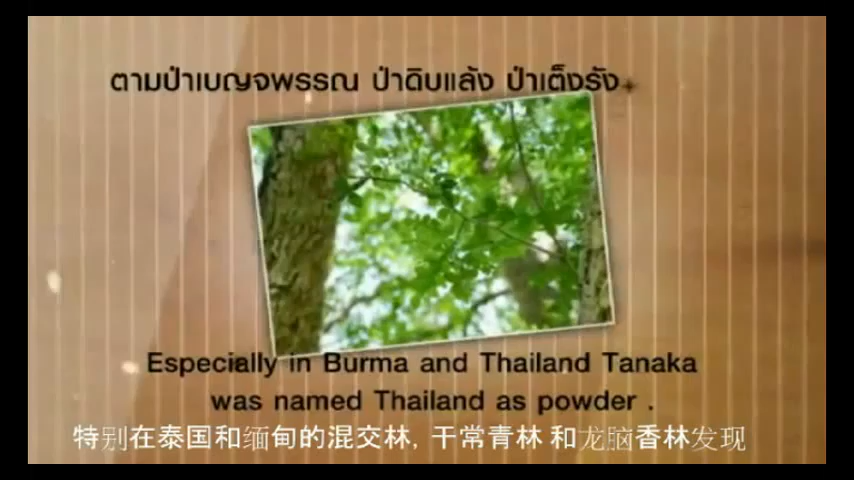 ตามป่าเบญจพรรณ ป่าดิบแล้ง ป่าเต็งรัง
Especially in Burma and Thailand Tanaka
was named Thailand as powder .
特别在泰国和缅甸的混交林, 干常青林 和龙脑香林发现